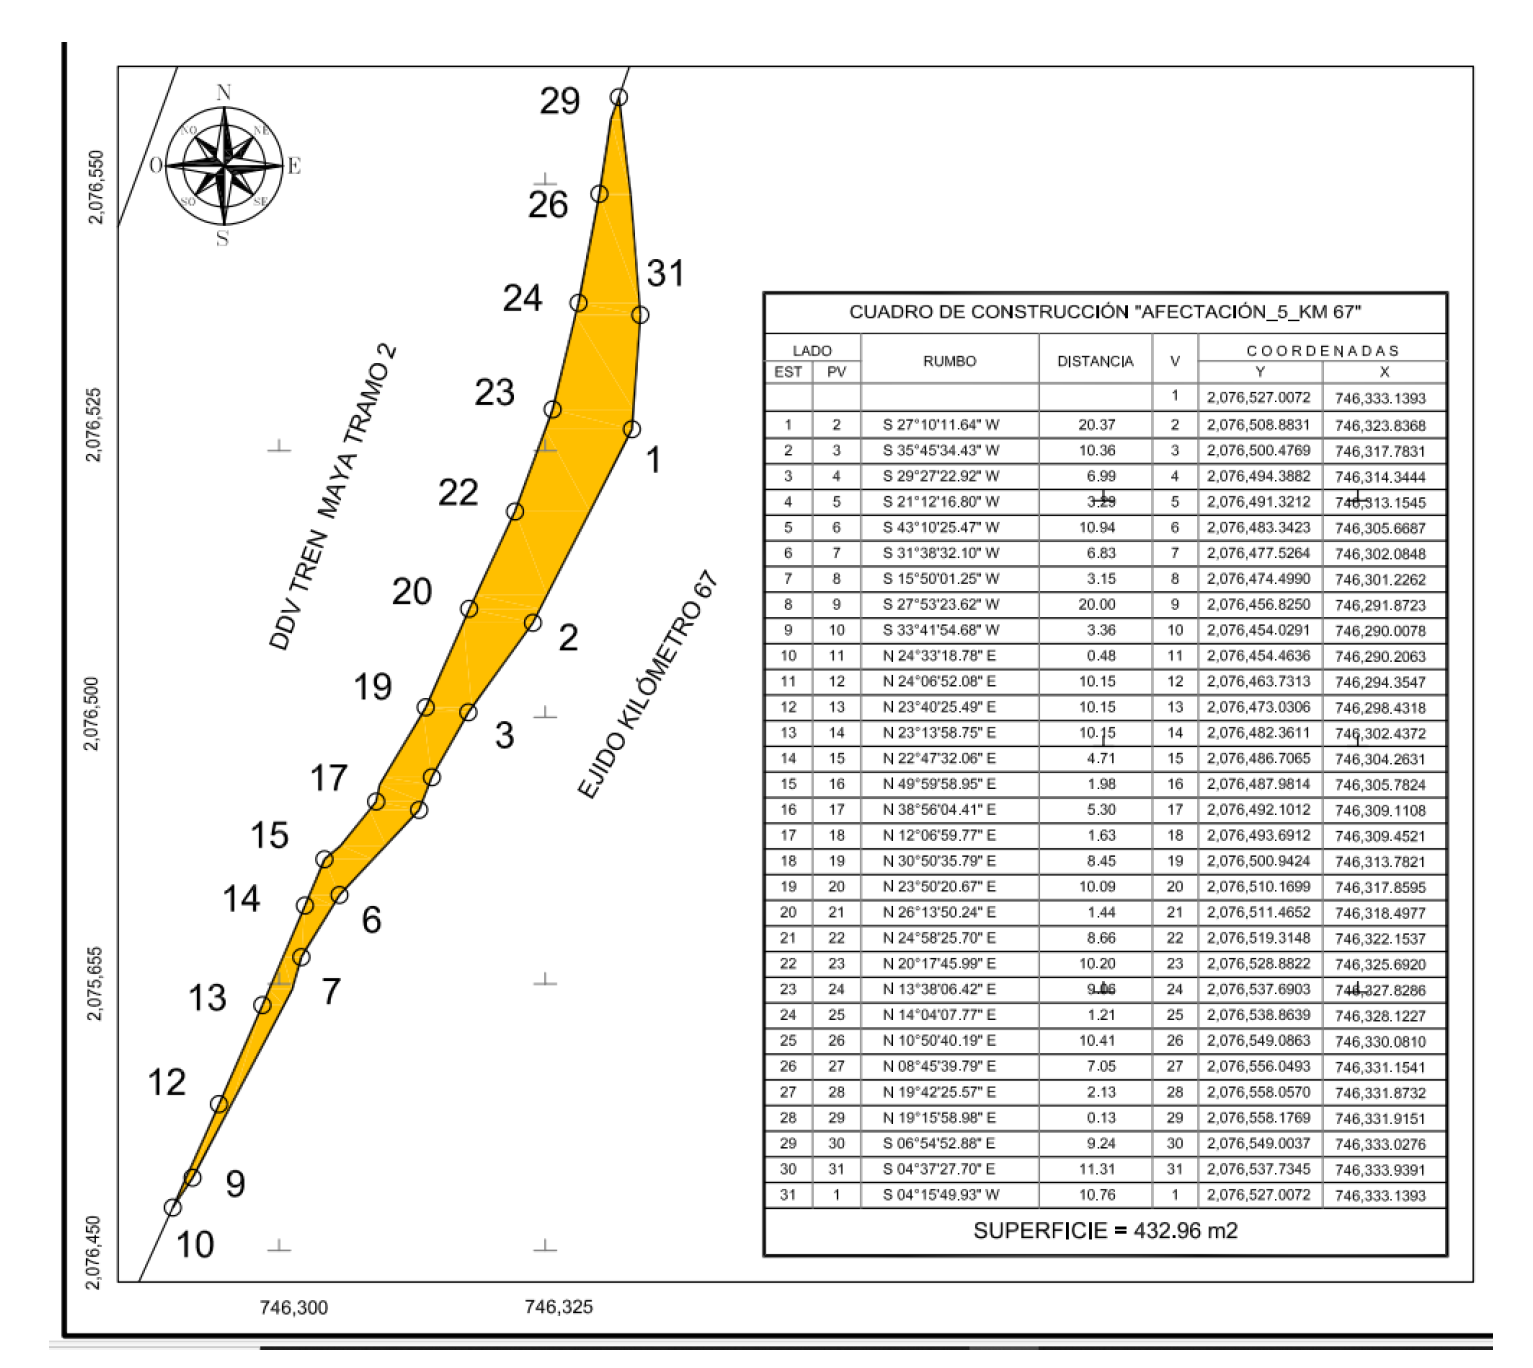 N
NO
NE
O
E
SO
SE
S
2,076,550
2,076,525
2,076,500
2,075,655
2,076,450
746,300
746,325
29
26
31
24
23
1
22
20
2
19
3
17
15
14
6
13
7
12
9
10
DDV TREN MAYA TRAMO 2
EJIDO KILÓMETRO 67
CUADRO DE CONSTRUCCIÓN "AFECTACIÓN_5_KM 67"
LADO RUMBO DISTANCIA V COORDENADAS
EST PV Y X
1 2,076,527.0072 746,333.1393
1 2 S 27°10'11.64" W 20.37 2 2,076,508.8831 746,323.8368
2 3 S 35°45'34.43" W 10.36 3 2,076,500.4769 746,317.7831
3 4 S 29°27'22.92" W 6.99 4 2,076,494.3882 746,314.3444
4 5 S 21°12'16.80" W 3.29 5 2,076,491.3212 746,313.1545
5 6 S 43°10'25.47" W 10.94 6 2,076,483.3423 746,305.6687
6 7 S 31°38'32.10" W 6.83 7 2,076,477.5264 746,302.0848
7 8 S 15°50'01.25" W 3.15 8 2,076,474.4990 746,301.2262
8 9 S 27°53'23.62" W 20.00 9 2,076,456.8250 746,291.8723
9 10 S 33°41'54.68" W 3.36 10 2,076,454.0291 746,290.0078
10 11 N 24°33'18.78" E 0.48 11 2,076,454.4636 746,290.2063
11 12 N 24°06'52.08" E 10.15 12 2,076,463.7313 746,294.3547
12 13 N 23°40'25.49" E 10.15 13 2,076,473.0306 746,298.4318
13 14 N 23°13'58.75" E 10.15 14 2,076,482.3611 746,302.4372
14 15 N 22°47'32.06" E 4.71 15 2,076,486.7065 746,304.2631
15 16 N 49°59'58.95" E 1.98 16 2,076,487.9814 746,305.7824
16 17 N 38°56'04.41" E 5.30 17 2,076,492.1012 746,309.1108
17 18 N 12°06'59.77" E 1.63 18 2,076,493.6912 746,309.4521
18 19 N 30°50'35.79" E 8.45 19 2,076,500.9424 746,313.7821
19 20 N 23°50'20.67" E 10.09 20 2,076,510.1699 746,317.8595
20 21 N 26°13'50.24" E 1.44 21 2,076,511.4652 746,318.4977
21 22 N 24°58'25.70" E 8.66 22 2,076,519.3148 746,322.1537
22 23 N 20°17'45.99" E 10.20 23 2,076,528.8822 746,325.6920
23 24 N 13°38'06.42" E 9.06 24 2,076,537.6903 746,327.8286
24 25 N 14°04'07.77" E 1.21 25 2,076,538.8639 746,328.1227
25 26 N 10°50'40.19" E 10.41 26 2,076,549.0863 746,330.0810
26 27 N 08°45'39.79" E 7.05 27 2,076,556.0493 746,331.1541
27 28 N 19°42'25.57" E 2.13 28 2,076,558.0570 746,331.8732
28 29 N 19°15'58.98" E 0.13 29 2,076,558.1769 746,331.9151
29 30 S 06°54'52.88" E 9.24 30 2,076,549.0037 746,333.0276
30 31 S 04°37'27.70" E 11.31 31 2,076,537.7345 746,333.9391
31 1 S 04°15'49.93" W 10.76 1 2,076,527.0072 746,333.1393
SUPERFICIE = 432.96 m2